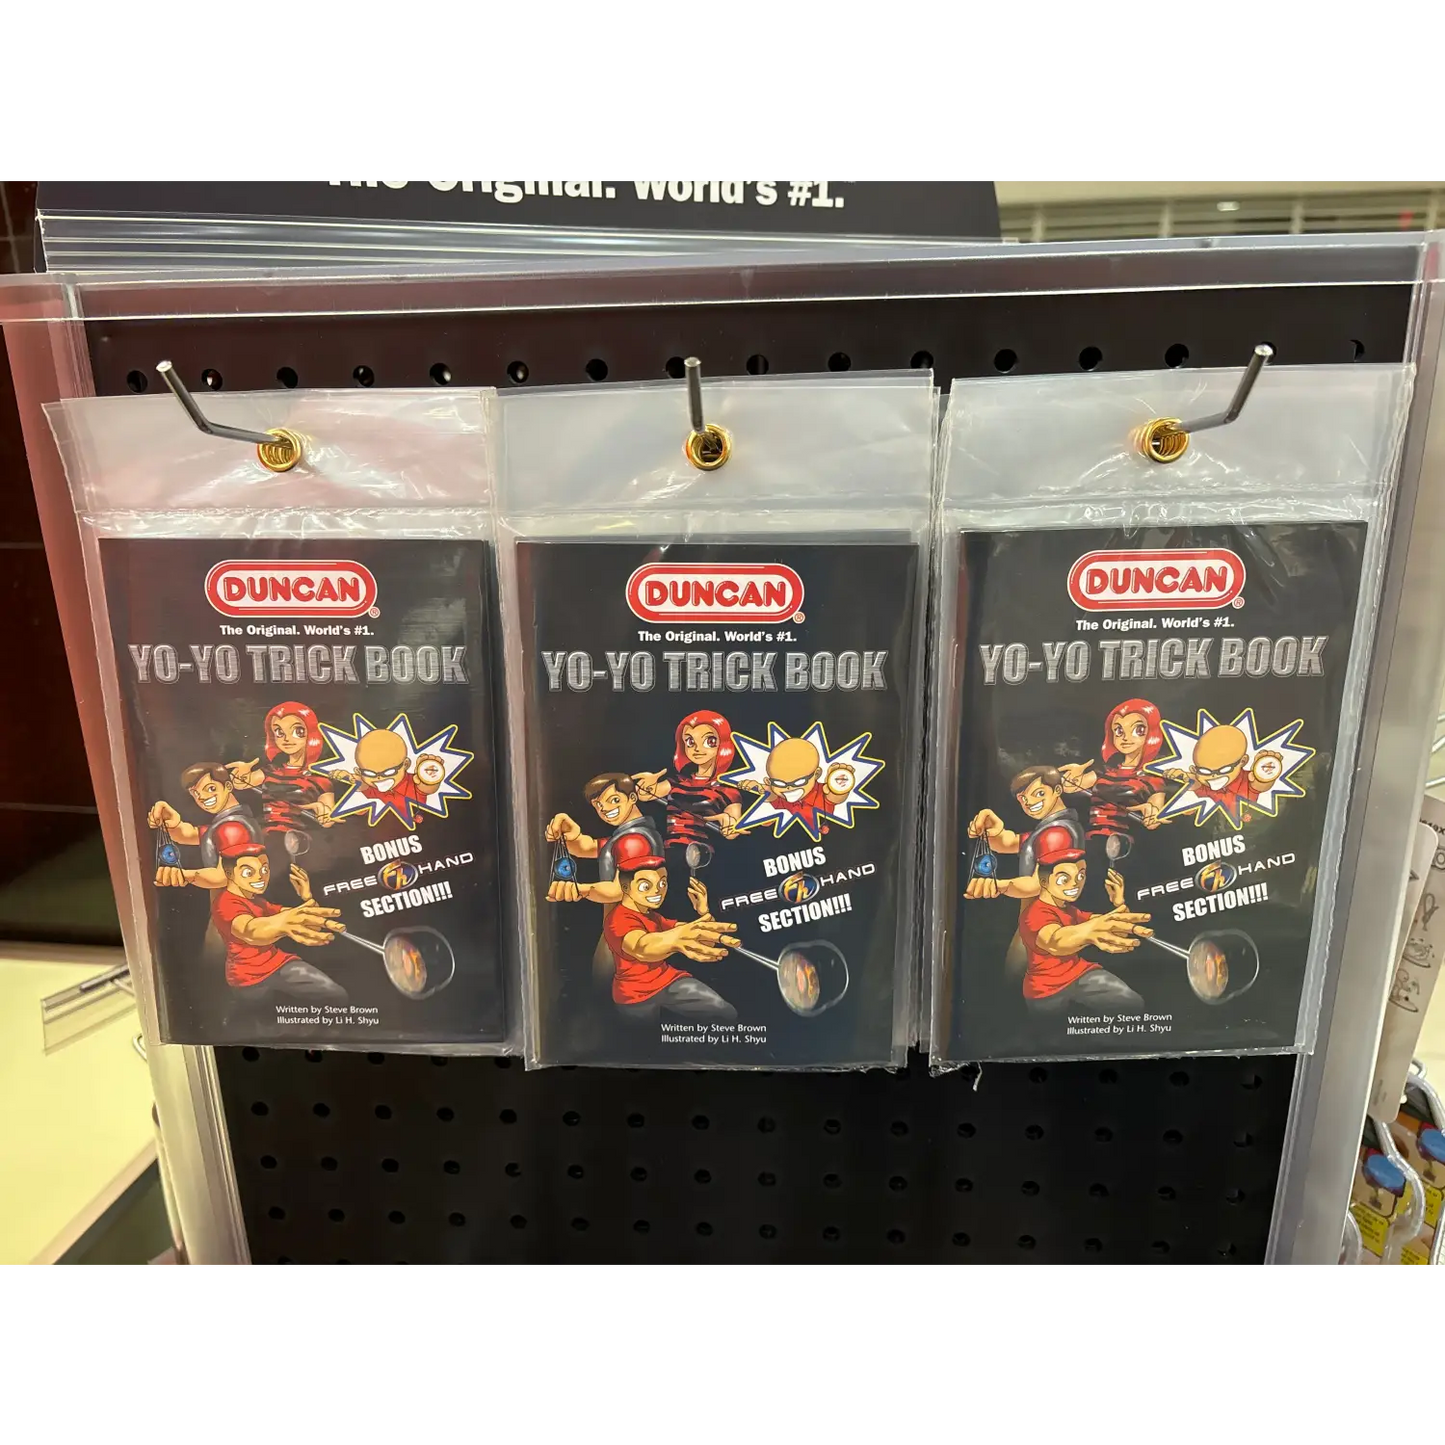 The Original. World's #1.
DUNCAN®
The Original. World's #1.
YO-YO TRICK BOOK
BONUS
FREE Fh HAND
SECTION!!!
Written by Steve Brown
Illustrated by Li H. Shyu
DUNCAN®
The Original. World's #1.
YO-YO TRICK BOOK
BONUS
FREE Fh HAND
SECTION!!!
Written by Steve Brown
Illustrated by Li H. Shyu
DUNCAN®
The Original. World's #1.
YO-YO TRICK BOOK
BONUS
FREE Fh HAND
SECTION!!!
Written by Steve Brown
Illustrated by Li H. Shyu